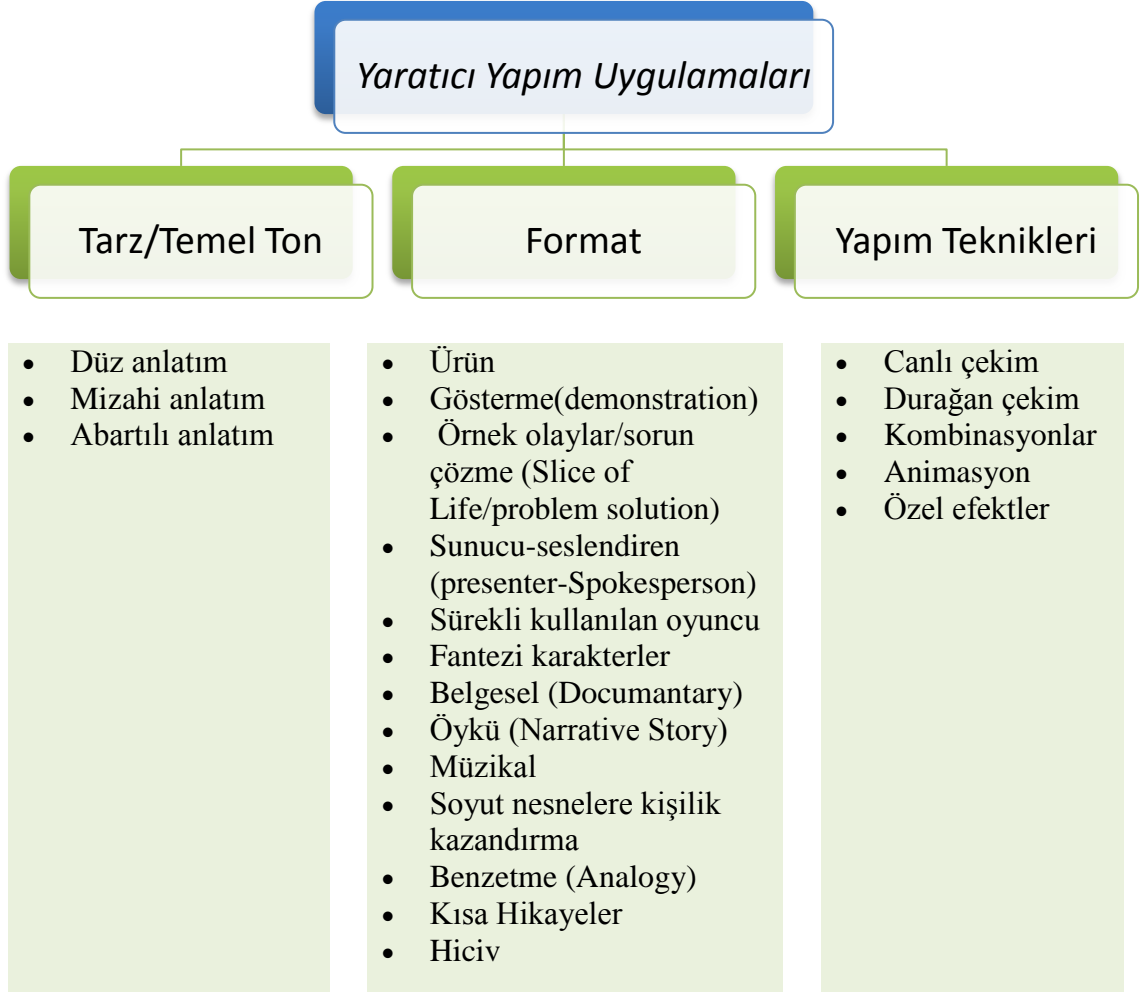 Yaratıcı Yapım Uygulamaları
Tarz/Temel Ton
Format
Yapım Teknikleri
• Düz anlatım
• Mizahi anlatım
• Abartılı anlatım
• Ürün
• Gösterme(demonstration)
• Örnek olaylar/sorun
çözme (Slice of
Life/problem solution)
• Sunucu-seslendiren
(presenter-Spokesperson)
• Sürekli kullanılan oyuncu
• Fantezi karakterler
• Belgesel (Documantary)
• Öykü (Narrative Story)
• Müzikal
• Soyut nesnelere kişilik
kazandırma
• Benzetme (Analogy)
• Kısa Hikayeler
• Hiciv
• Canlı çekim
• Durağan çekim
• Kombinasyonlar
• Animasyon
• Özel efektler